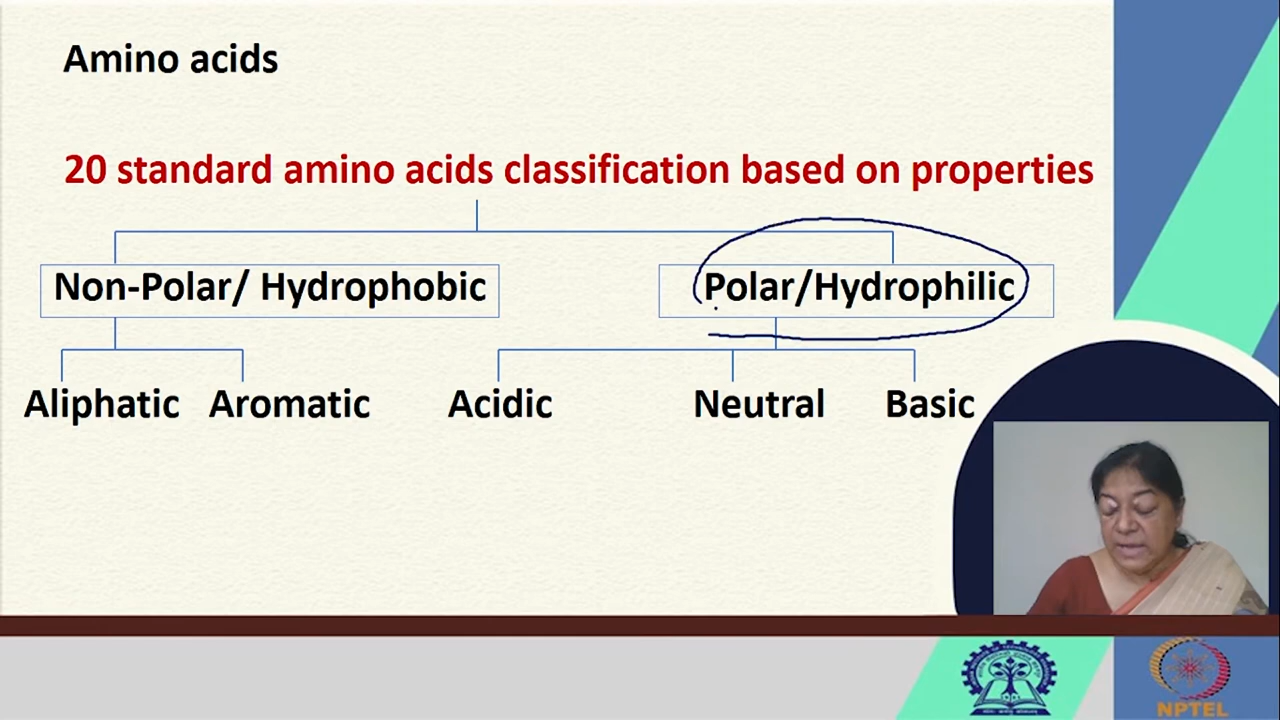 Amino acids
20 standard amino acids classification based on properties
Non-Polar/ Hydrophobic
Polar/Hydrophilic
Aliphatic
Aromatic
Acidic
Neutral
Basic
NPTEL